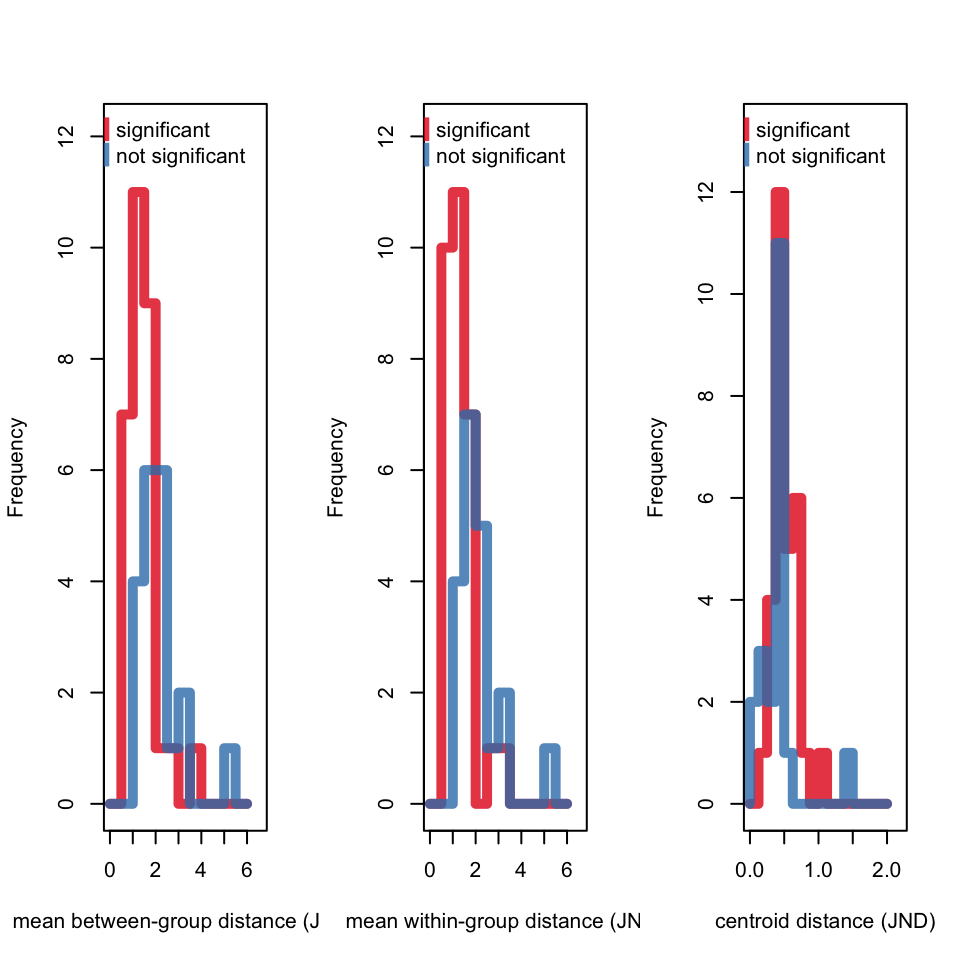 significant
not significant
Frequency
0
2
4
6
8
10
12
0
2
4
6
mean between-group distance (J
significant
not significant
Frequency
0
2
4
6
8
10
12
0
2
4
6
mean within-group distance (JN
significant
not significant
Frequency
0
2
4
6
8
10
12
0.0
1.0
2.0
centroid distance (JND)